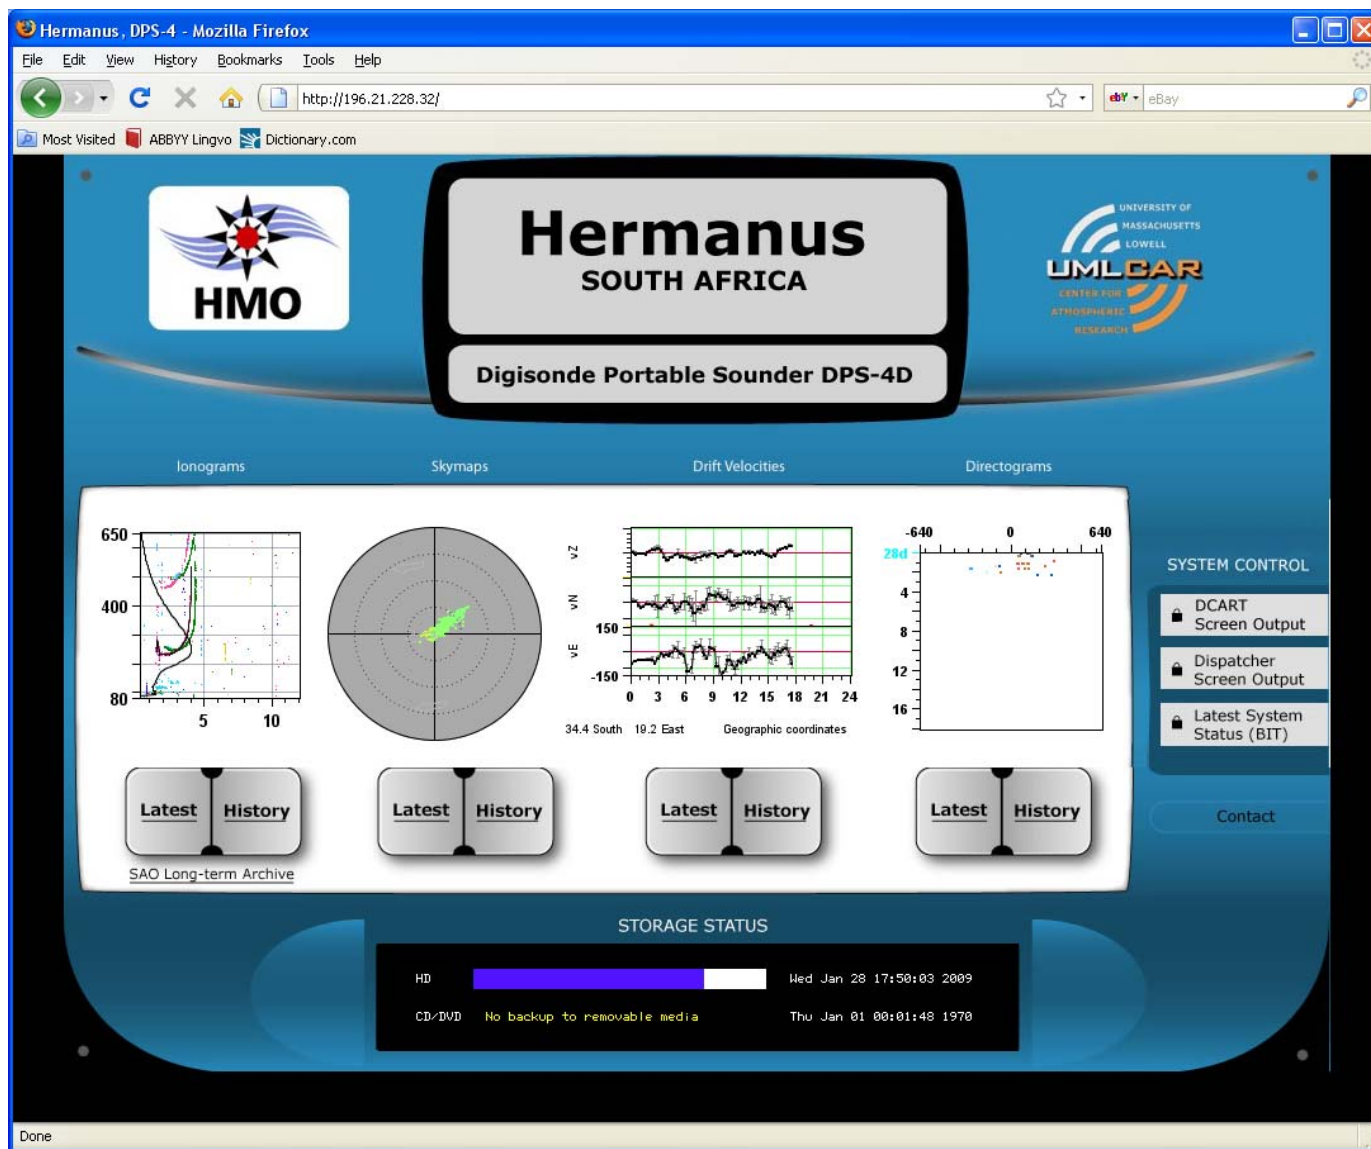 Hermanus, DPS-4 - Mozilla Firefox
File Edit View History Bookmarks Tools Help
http://196.21.228.32/
ebY eBay
Most Visited ABBYY Lingvo Dictionary.com
HMO
Hermanus
SOUTH AFRICA
Digisonde Portable Sounder DPS-4D
UNIVERSITY OF
MASSACHUSETTS
LOWELL
UMLCAR
CENTER FOR
ATMOSPHERIC
RESEARCH
Ionograms Skymaps Drift Velocities Directograms
650
400
80
5 10
vZ
vN
150
vE
-150
0 3 6 9 12 15 18 21 24
34.4 South 19.2 East Geographic coordinates
-640 0 640
28d
4
8
12
16
SYSTEM CONTROL
DCART
Screen Output
Dispatcher
Screen Output
Latest System
Status (BIT)
Contact
Latest History Latest History Latest History Latest History
SAO Long-term Archive
STORAGE STATUS
HD Wed Jan 28 17:50:03 2009
CD/DVD No backup to removable media Thu Jan 01 00:01:48 1970
Done